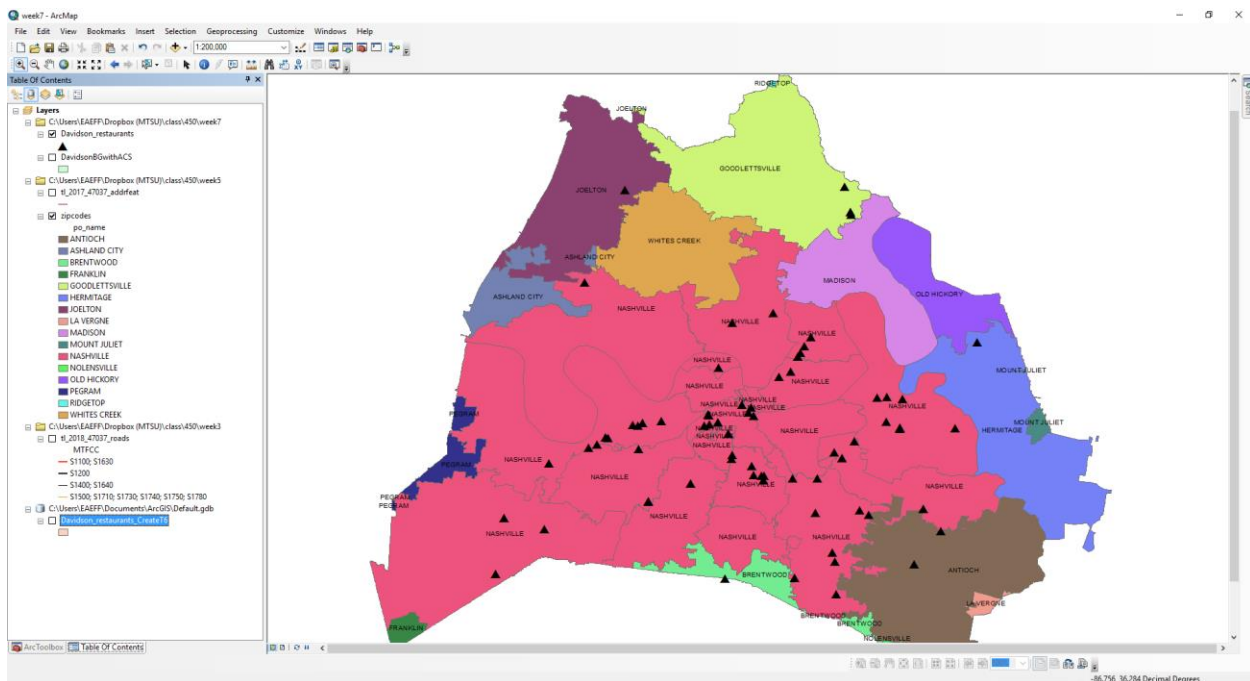 week7 - ArcMap
File Edit View Bookmarks Insert Selection Geoprocessing Customize Windows Help
1:200,000
Table Of Contents
Layers
C:\Users\EAEFF\Dropbox (MTSU)\class\450\week7
Davidson_restaurants
DavidsonBGwithACS
C:\Users\EAEFF\Dropbox (MTSU)\class\450\week5
tl_2017_47037_addrfeat
zipcodes
po_name
ANTIOCH
ASHLAND CITY
BRENTWOOD
FRANKLIN
GOODLETTSVILLE
HERMITAGE
JOELTON
LA VERGNE
MADISON
MOUNT JULIET
NASHVILLE
NOLENSVILLE
OLD HICKORY
PEGRAM
RIDGETOP
WHITES CREEK
C:\Users\EAEFF\Dropbox (MTSU)\class\450\week3
tl_2018_47037_roads
MTFCC
S1100; S1630
S1200
S1400; S1640
S1500; S1710; S1730; S1740; S1750; S1780
C:\Users\EAEFF\Documents\ArcGIS\Default.gdb
Davidson_restaurants_CreateT6
ArcToolbox Table Of Contents
RIDGETOP
JOELTON
GOODLETTSVILLE
JOELTON
WHITES CREEK
ASHLAND CITY
MADISON
OLD HICKORY
ASHLAND CITY
NASHVILLE
NASHVILLE
NASHVILLE
NASHVILLE
MOUNT JULIET
NASHVILLE
NASHVILLE
NASHVILLE
NASHVILLE
NASHVILLE
NASHVILLE
PEGRAM
NASHVILLE
MOUNT JULIET
NASHVILLE
NASHVILLE
HERMITAGE
NASHVILLE
PEGRAM
NASHVILLE
NASHVILLE
NASHVILLE
NASHVILLE
PEGRAM
PEGRAM
NASHVILLE
NASHVILLE
NASHVILLE
NASHVILLE
NASHVILLE
ANTIOCH
BRENTWOOD
LA VERGNE
BRENTWOOD
BRENTWOOD
FRANKLIN
NOLENSVILLE
-86.756 36.284 Decimal Degrees